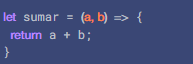 let sumar = (a, b) => {
return a + b;
}